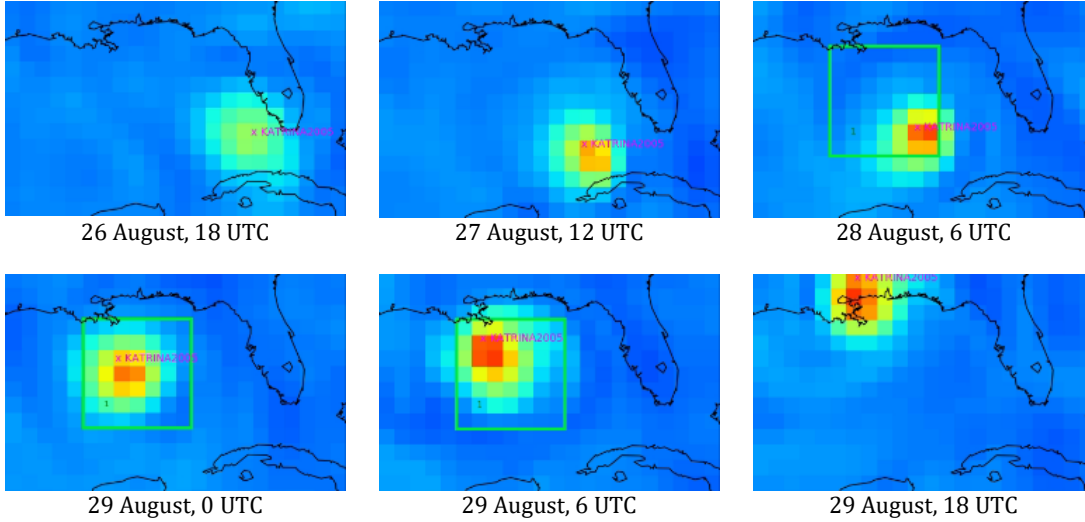 x KATRINA2005
26 August, 18 UTC
x KATRINA2005
27 August, 12 UTC
1
x KATRINA2005
28 August, 6 UTC
x KATRINA2005
1
29 August, 0 UTC
x KATRINA2005
1
29 August, 6 UTC
x KATRINA2005
29 August, 18 UTC